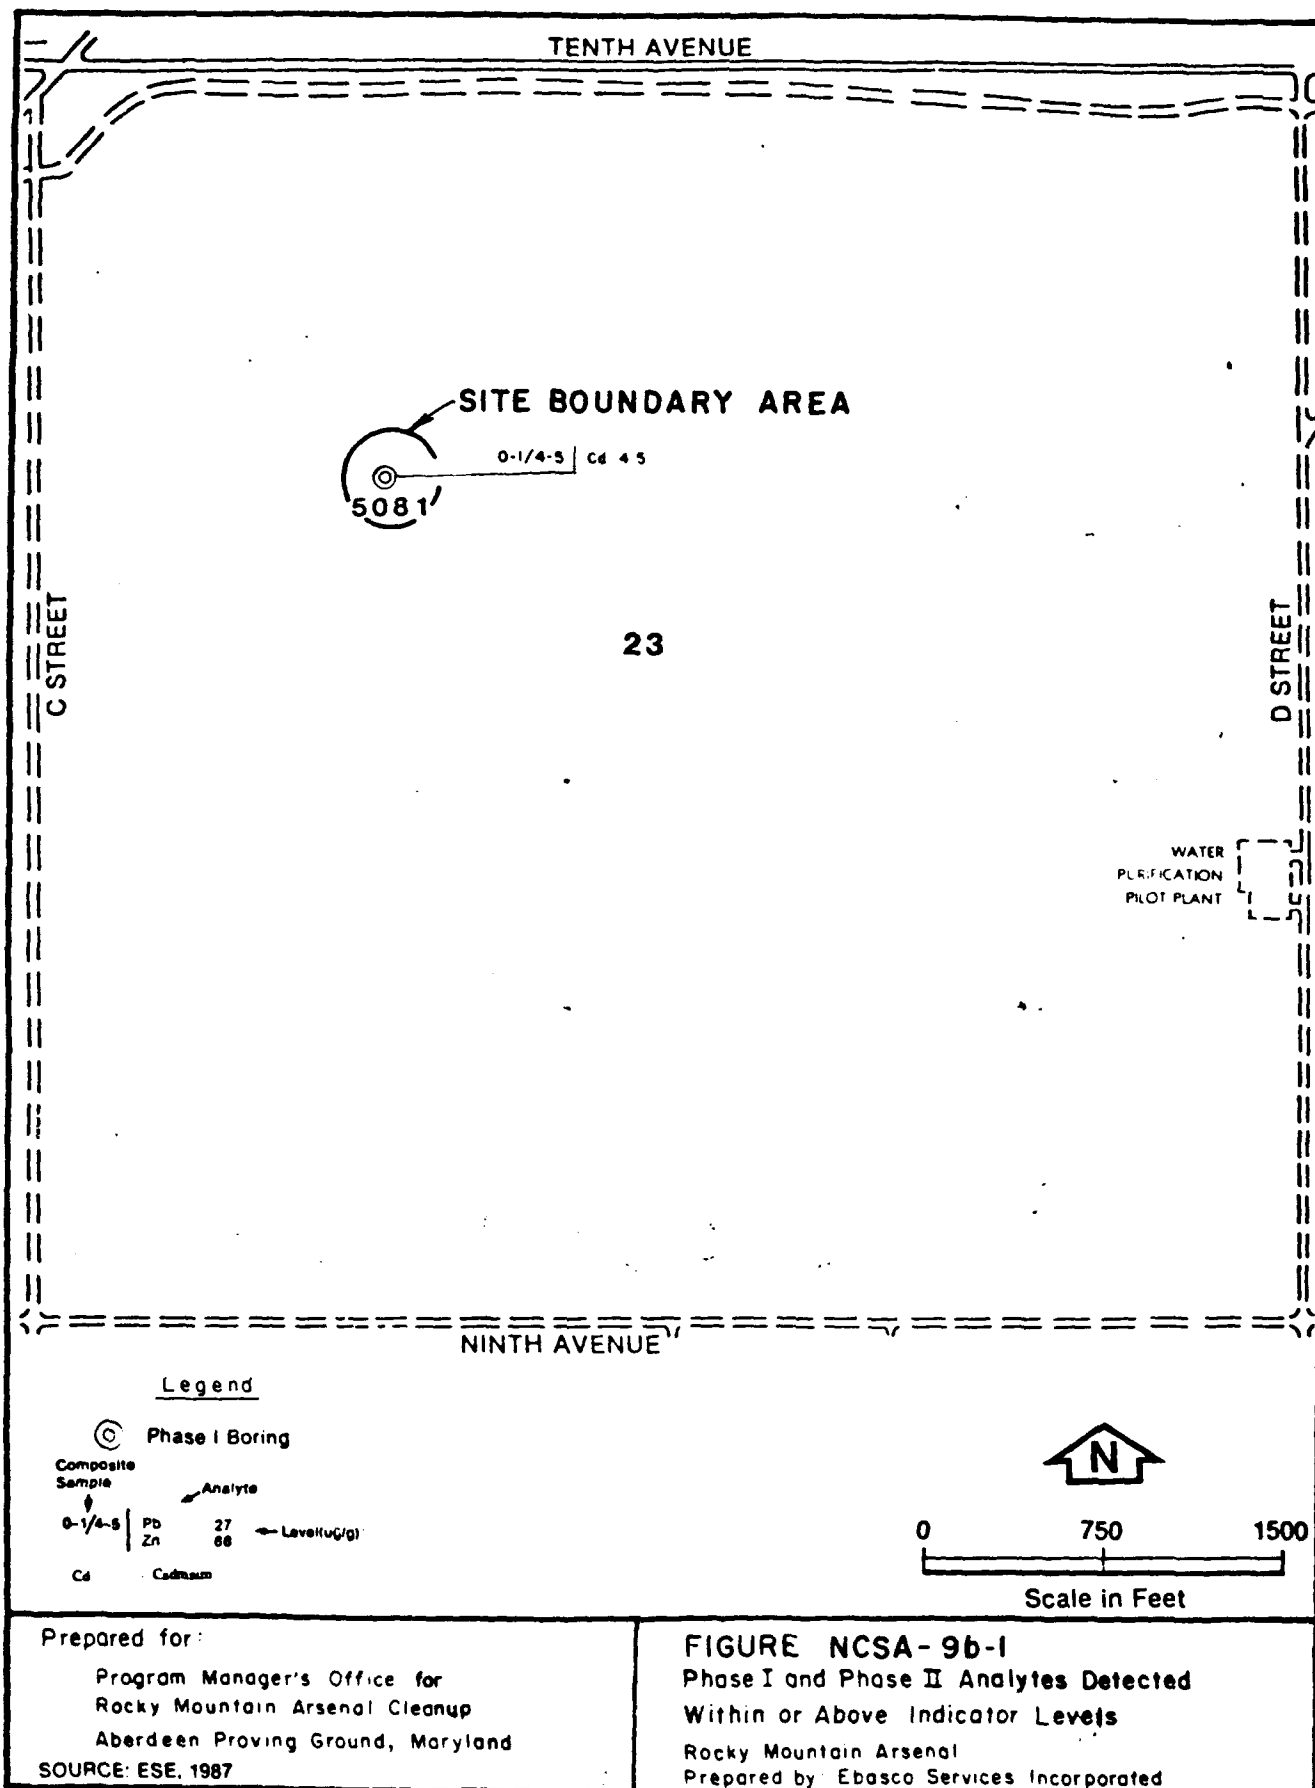 TENTH AVENUE
SITE BOUNDARY AREA
0-1/4-5 Cd 4 5
5081
23
C STREET
D STREET
WATER
PURIFICATION
PILOT PLANT
NINTH AVENUE
Legend
Phase I Boring
Composite
Sample
Analyte
0-1/4-5 Pb 27
Zn 66
Level(uG/g)
Cd Cadmium
N
0 750 1500
Scale in Feet
Prepared for:
Program Manager's Office for
Rocky Mountain Arsenal Cleanup
Aberdeen Proving Ground, Maryland
SOURCE: ESE, 1987
FIGURE NCSA-9b-1
Phase I and Phase II Analytes Detected
Within or Above Indicator Levels
Rocky Mountain Arsenal
Prepared by Ebasco Services Incorporated